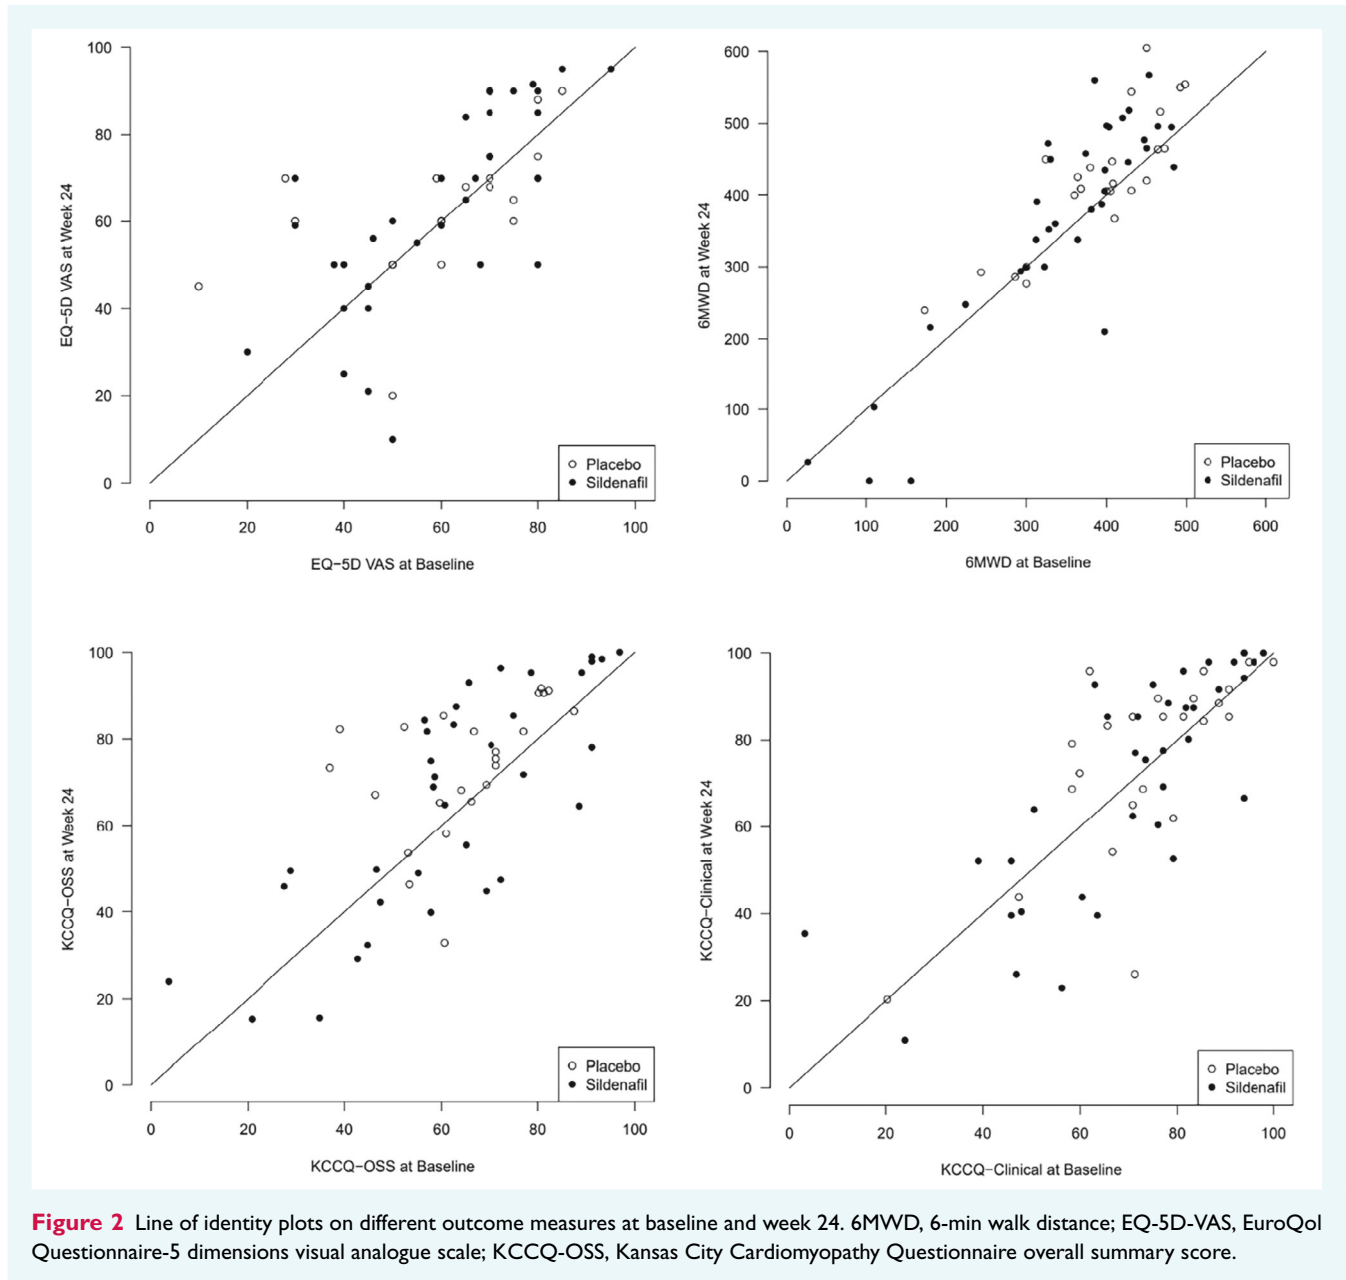 100
80
60
40
20
0
EQ-5D VAS at Week 24
Placebo
Sildenafil
0 20 40 60 80 100
EQ-5D VAS at Baseline
600
500
400
300
200
100
0
6MWD at Week 24
Placebo
Sildenafil
0 100 200 300 400 500 600
6MWD at Baseline
100
80
60
40
20
0
KCCQ-OSS at Week 24
Placebo
Sildenafil
0 20 40 60 80 100
KCCQ-OSS at Baseline
100
80
60
40
20
0
KCCQ-Clinical at Week 24
Placebo
Sildenafil
0 20 40 60 80 100
KCCQ-Clinical at Baseline
Figure 2 Line of identity plots on different outcome measures at baseline and week 24. 6MWD, 6-min walk distance; EQ-5D-VAS, EuroQol
Questionnaire-5 dimensions visual analogue scale; KCCQ-OSS, Kansas City Cardiomyopathy Questionnaire overall summary score.